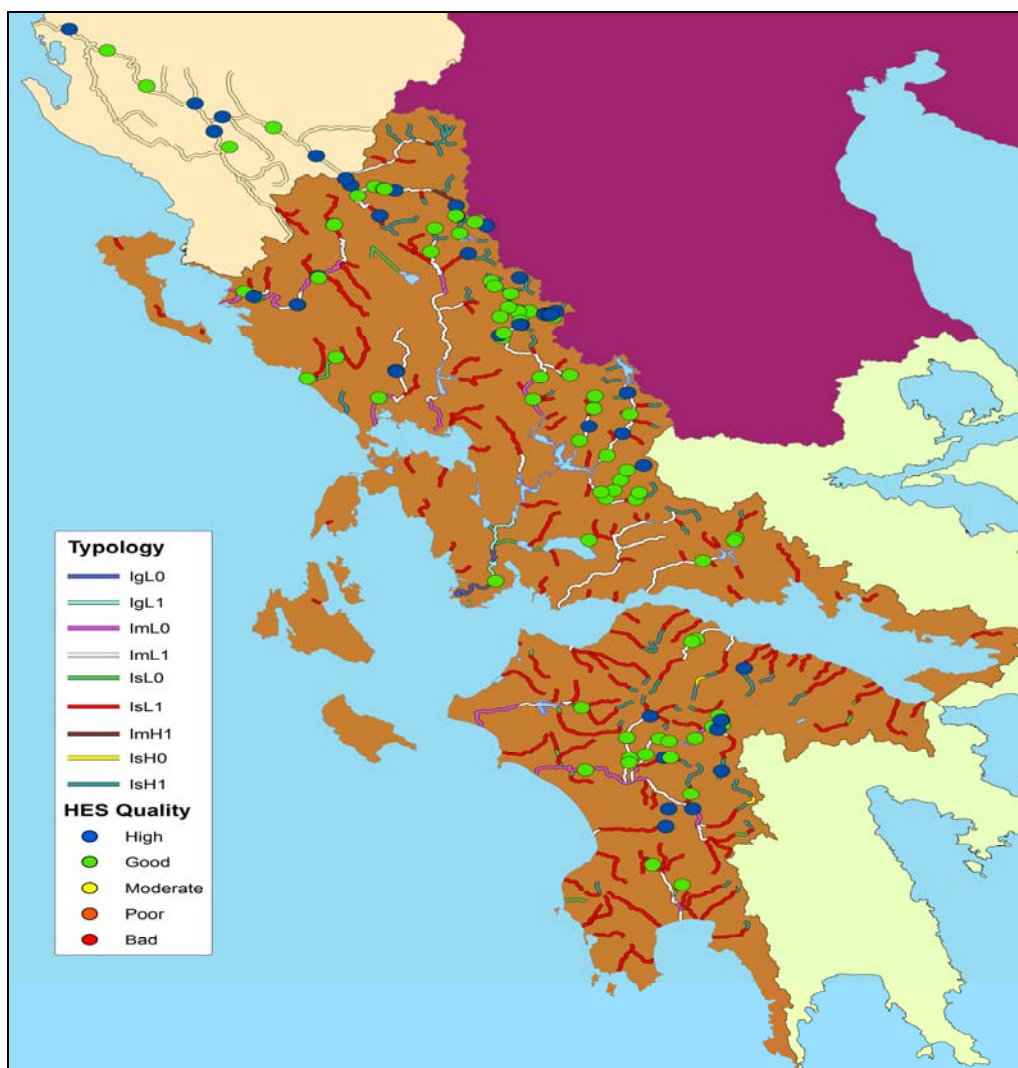 Typology
IgL0
IgL1
ImL0
ImL1
IsL0
IsL1
ImH1
IsH0
IsH1
HES Quality
High
Good
Moderate
Poor
Bad